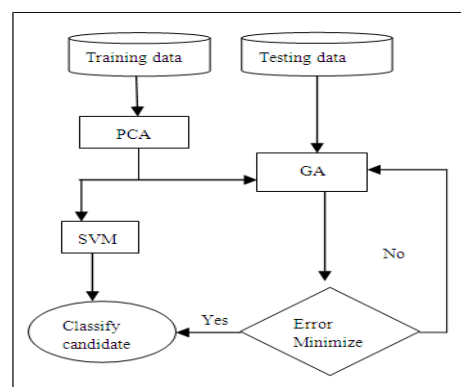 Training data
Testing data
PCA
GA
SVM
No
Yes
Classify
candidate
Error
Minimize